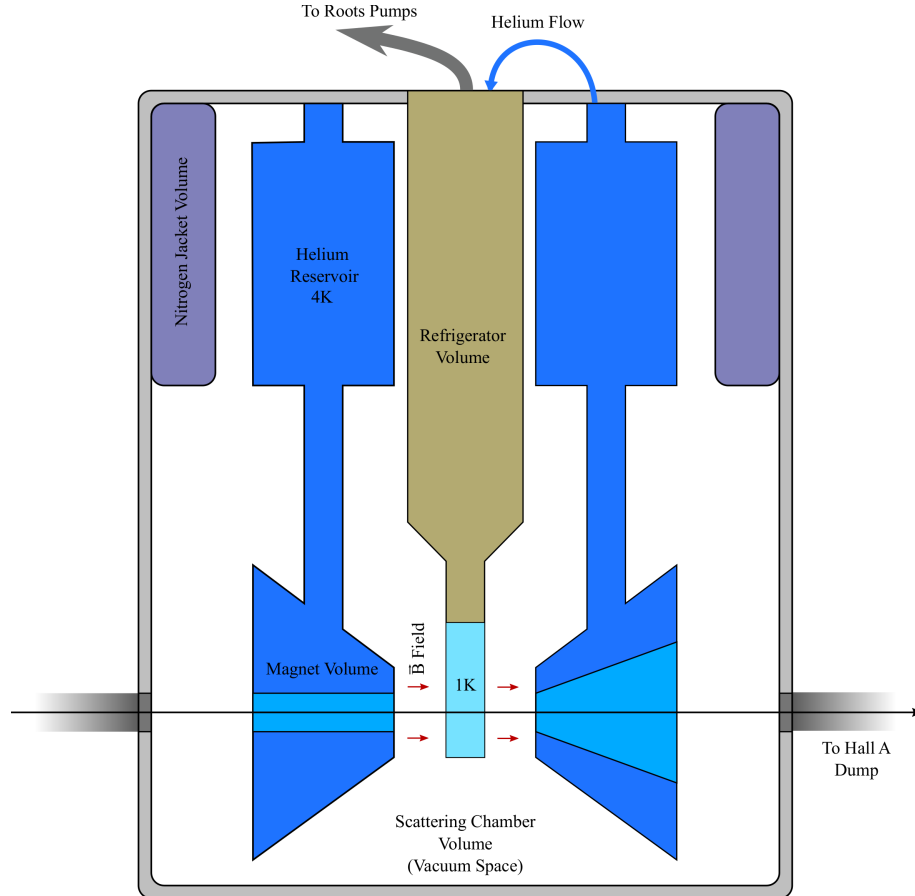 To Roots Pumps
Helium Flow
Nitrogen Jacket Volume
Helium
Reservoir
4K
Refrigerator
Volume
B⃗ Field
Magnet Volume
1K
To Hall A
Dump
Scattering Chamber
Volume
(Vacuum Space)